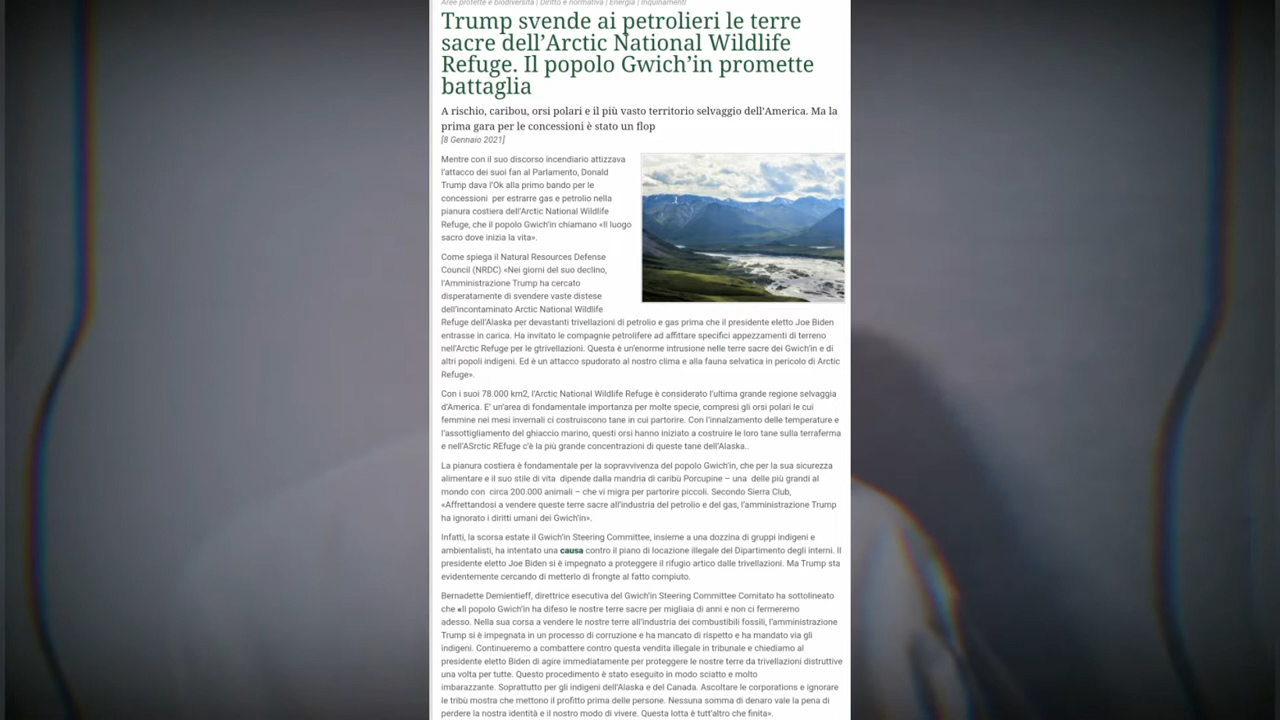 Aree protette e biodiversità | Diritto e normativa | Energia | Inquinamenti
Trump svende ai petrolieri le terre
sacre dell'Arctic National Wildlife
Refuge. Il popolo Gwich'in promette
battaglia
A rischio, caribou, orsi polari e il più vasto territorio selvaggio dell'America. Ma la
prima gara per le concessioni è stato un flop
[8 Gennaio 2021]
Mentre con il suo discorso incendiario attizzava
l'attacco dei suoi fan al Parlamento, Donald
Trump dava l'Ok alla primo bando per le
concessioni per estrarre gas e petrolio nella
pianura costiera dell'Arctic National Wildlife
Refuge, che il popolo Gwich'in chiamano «Il luogo
sacro dove inizia la vita».
Come spiega il Natural Resources Defense
Council (NRDC) «Nei giorni del suo declino,
l'Amministrazione Trump ha cercato
disperatamente di svendere vaste distese
dell'incontaminato Arctic National Wildlife
Refuge dell'Alaska per devastanti trivellazioni di petrolio e gas prima che il presidente eletto Joe Biden
entrasse in carica. Ha invitato le compagnie petrolifere ad affittare specifici appezzamenti di terreno
nell'Arctic Refuge per le gtrivellazioni. Questa è un'enorme intrusione nelle terre sacre dei Gwich'in e di
altri popoli indigeni. Ed è un attacco spudorato al nostro clima e alla fauna selvatica in pericolo di Arctic
Refuge».
Con i suoi 78.000 km2, l'Arctic National Wildlife Refuge è considerato l'ultima grande regione selvaggia
d'America. E' un'area di fondamentale importanza per molte specie, compresi gli orsi polari le cui
femmine nei mesi invernali ci costruiscono tane in cui partorire. Con l'innalzamento delle temperature e
l'assottigliamento del ghiaccio marino, questi orsi hanno iniziato a costruire le loro tane sulla terraferma
e nell'ASrctic REfuge c'è la più grande concentrazioni di queste tane dell'Alaska..
La pianura costiera è fondamentale per la sopravvivenza del popolo Gwich'in, che per la sua sicurezza
alimentare e il suo stile di vita dipende dalla mandria di caribù Porcupine – una delle più grandi al
mondo con circa 200.000 animali – che vi migra per partorire piccoli. Secondo Sierra Club,
«Affrettandosi a vendere queste terre sacre all'industria del petrolio e del gas, l'amministrazione Trump
ha ignorato i diritti umani dei Gwich'in».
Infatti, la scorsa estate il Gwich'in Steering Committee, insieme a una dozzina di gruppi indigeni e
ambientalisti, ha intentato una causa contro il piano di locazione illegale del Dipartimento degli interni. Il
presidente eletto Joe Biden si è impegnato a proteggere il rifugio artico dalle trivellazioni. Ma Trump sta
evidentemente cercando di metterlo di frongte al fatto compiuto.
Bernadette Demientieff, direttrice esecutiva del Gwich'in Steering Committee Comitato ha sottolineato
che «Il popolo Gwich'in ha difeso le nostre terre sacre per migliaia di anni e non ci fermeremo
adesso. Nella sua corsa a vendere le nostre terre all'industria dei combustibili fossili, l'amministrazione
Trump si è impegnata in un processo di corruzione e ha mancato di rispetto e ha mandato via gli
indigeni. Continueremo a combattere contro questa vendita illegale in tribunale e chiediamo al
presidente eletto Biden di agire immediatamente per proteggere le nostre terre da trivellazioni distruttive
una volta per tutte. Questo procedimento è stato eseguito in modo sciatto e molto
imbarazzante. Soprattutto per gli indigeni dell'Alaska e del Canada. Ascoltare le corporations e ignorare
le tribù mostra che mettono il profitto prima delle persone. Nessuna somma di denaro vale la pena di
perdere la nostra identità e il nostro modo di vivere. Questa lotta è tutt'altro che finita».